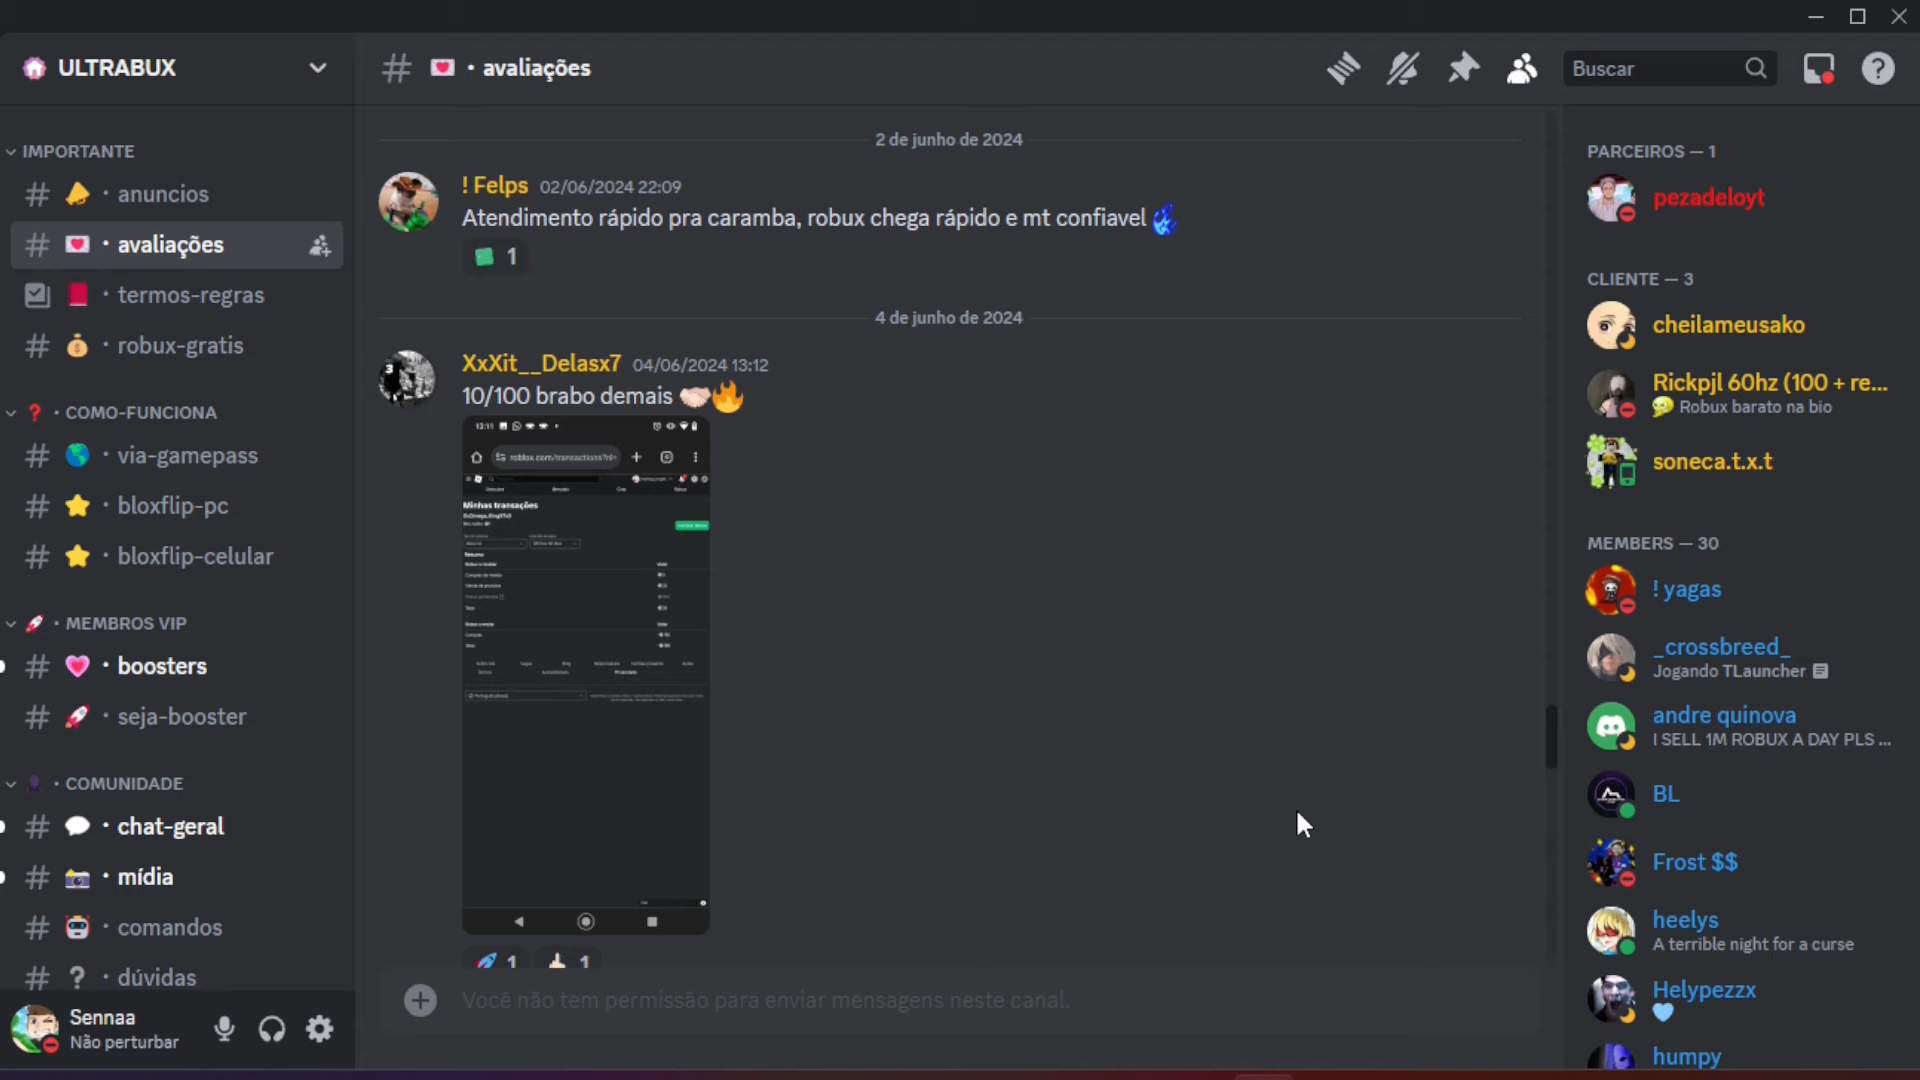 ULTRABUX
IMPORTANTE
anuncios
avaliações
termos-regras
robux-gratis
COMO-FUNCIONA
via-gamepass
bloxflip-pc
bloxflip-celular
MEMBROS VIP
boosters
seja-booster
COMUNIDADE
chat-geral
mídia
comandos
dúvidas
Sennaa
Não perturbar
avaliações
Buscar
2 de junho de 2024
! Felps 02/06/2024 22:09
Atendimento rápido pra caramba, robux chega rápido e mt confiavel
1
4 de junho de 2024
XxXit__Delasx7 04/06/2024 13:12
10/100 brabo demais
Minhas transações
1 1
Você não tem permissão para enviar mensagens neste canal.
PARCEIROS — 1
pezadeloyt
CLIENTE — 3
cheilameusako
Rickpjl 60hz (100 + re...
Robux barato na bio
soneca.t.x.t
MEMBERS — 30
! yagas
_crossbreed_
Jogando TLauncher
andre quinova
I SELL 1M ROBUX A DAY PLS ...
BL
Frost $$
heelys
A terrible night for a curse
Helypezzx
humpy